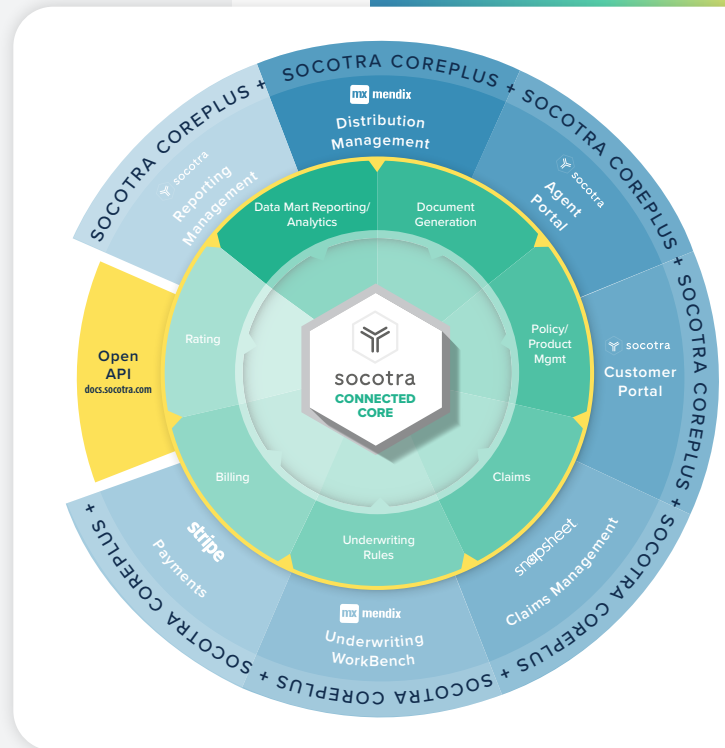 SOCOTRA COREPLUS + SOCOTRA COREPLUS + SOCOTRA COREPLUS + SOCOTRA COREPLUS + SOCOTRA COREPLUS + SOCOTRA COREPLUS + SOCOTRA COREPLUS +
mx mendix
Distribution
Management
socotra
Agent
Portal
socotra
Customer
Portal
snapsheet
Claims Management
mx mendix
Underwriting
WorkBench
stripe
Payments
Open
API
docs.socotra.com
socotra
Reporting
Management
Data Mart Reporting/
Analytics
Document
Generation
Policy/
Product
Mgmt
Claims
Underwriting
Rules
Billing
Rating
socotra
CONNECTED
CORE